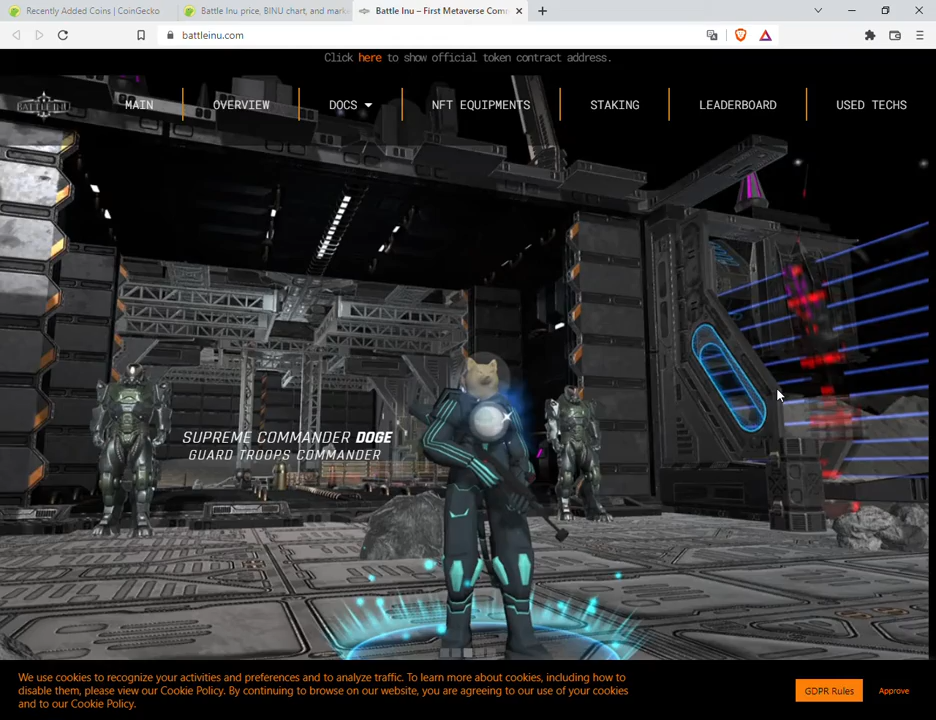 Recently Added Coins | CoinGecko
Battle Inu price, BINU chart, and mark
Battle Inu – First Metaverse Com
battleinu.com
Click here to show official token contract address.
BATTLE INU
MAIN
OVERVIEW
DOCS
NFT EQUIPMENTS
STAKING
LEADERBOARD
USED TECHS
SUPREME COMMANDER DOGE
GUARD TROOPS COMMANDER
We use cookies to recognize your activities and preferences and to analyze traffic. To learn more about cookies, including how to
disable them, please view our Cookie Policy. By continuing to browse on our website, you are agreeing to our use of your cookies
and to our Cookie Policy.
GDPR Rules
Approve